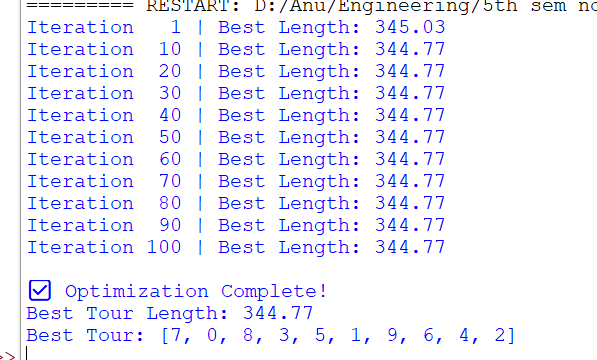 ========= RESTART: D:/Anu/Engineering/5th sem no
Iteration   1 | Best Length: 345.03
Iteration  10 | Best Length: 344.77
Iteration  20 | Best Length: 344.77
Iteration  30 | Best Length: 344.77
Iteration  40 | Best Length: 344.77
Iteration  50 | Best Length: 344.77
Iteration  60 | Best Length: 344.77
Iteration  70 | Best Length: 344.77
Iteration  80 | Best Length: 344.77
Iteration  90 | Best Length: 344.77
Iteration 100 | Best Length: 344.77
☑ Optimization Complete!
Best Tour Length: 344.77
Best Tour: [7, 0, 8, 3, 5, 1, 9, 6, 4, 2]
>>